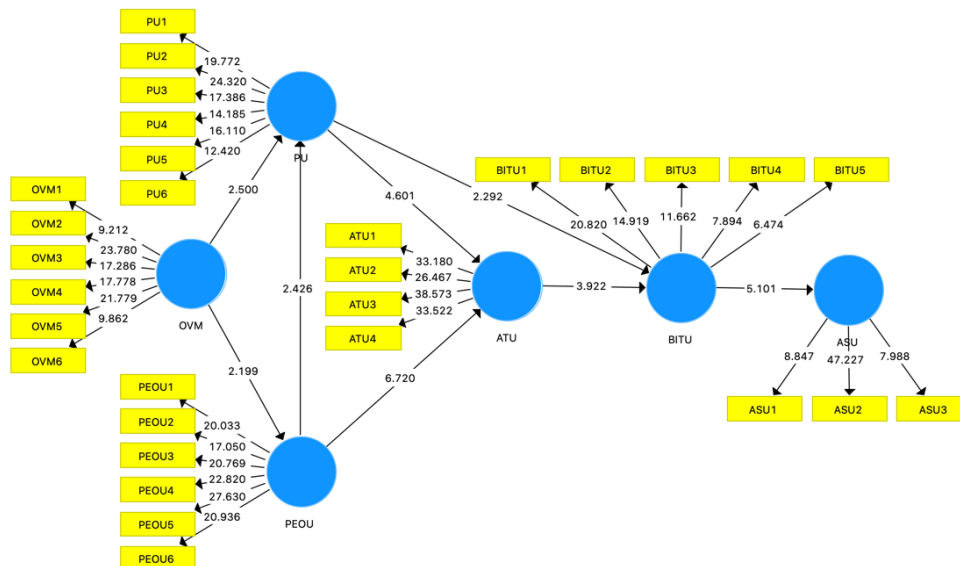 PU1
PU2
PU3
PU4
PU5
PU6
19.772
24.320
17.386
14.185
16.110
12.420
PU
OVM1
OVM2
OVM3
OVM4
OVM5
OVM6
9.212
23.780
17.286
17.778
21.779
9.862
OVM
2.500
2.199
2.426
PEOU1
PEOU2
PEOU3
PEOU4
PEOU5
PEOU6
20.033
17.050
20.769
22.820
27.630
20.936
PEOU
4.601
2.292
6.720
ATU1
ATU2
ATU3
ATU4
33.180
26.467
38.573
33.522
ATU
3.922
BITU1
BITU2
BITU3
BITU4
BITU5
20.820
14.919
11.662
7.894
6.474
BITU
5.101
ASU
8.847
47.227
7.988
ASU1
ASU2
ASU3